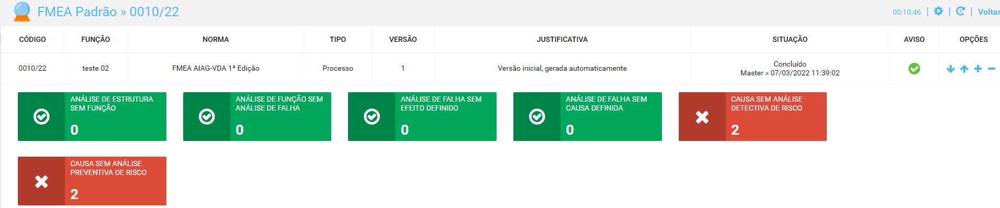 FMEA Padrão » 0010/22
00:10:46 | | | Voltar
CÓDIGO FUNÇÃO NORMA TIPO VERSÃO JUSTIFICATIVA SITUAÇÃO AVISO OPÇÕES
0010/22 teste 02 FMEA AIAG-VDA 1ª Edição Processo 1 Versão inicial, gerada automaticamente Concluído
Master » 07/03/2022 11:39:02
ANÁLISE DE ESTRUTURA
SEM FUNÇÃO
0
ANÁLISE DE FUNÇÃO SEM
ANÁLISE DE FALHA
0
ANÁLISE DE FALHA SEM
EFEITO DEFINIDO
0
ANÁLISE DE FALHA SEM
CAUSA DEFINIDA
0
CAUSA SEM ANÁLISE
DETECTIVA DE RISCO
2
CAUSA SEM ANÁLISE
PREVENTIVA DE RISCO
2